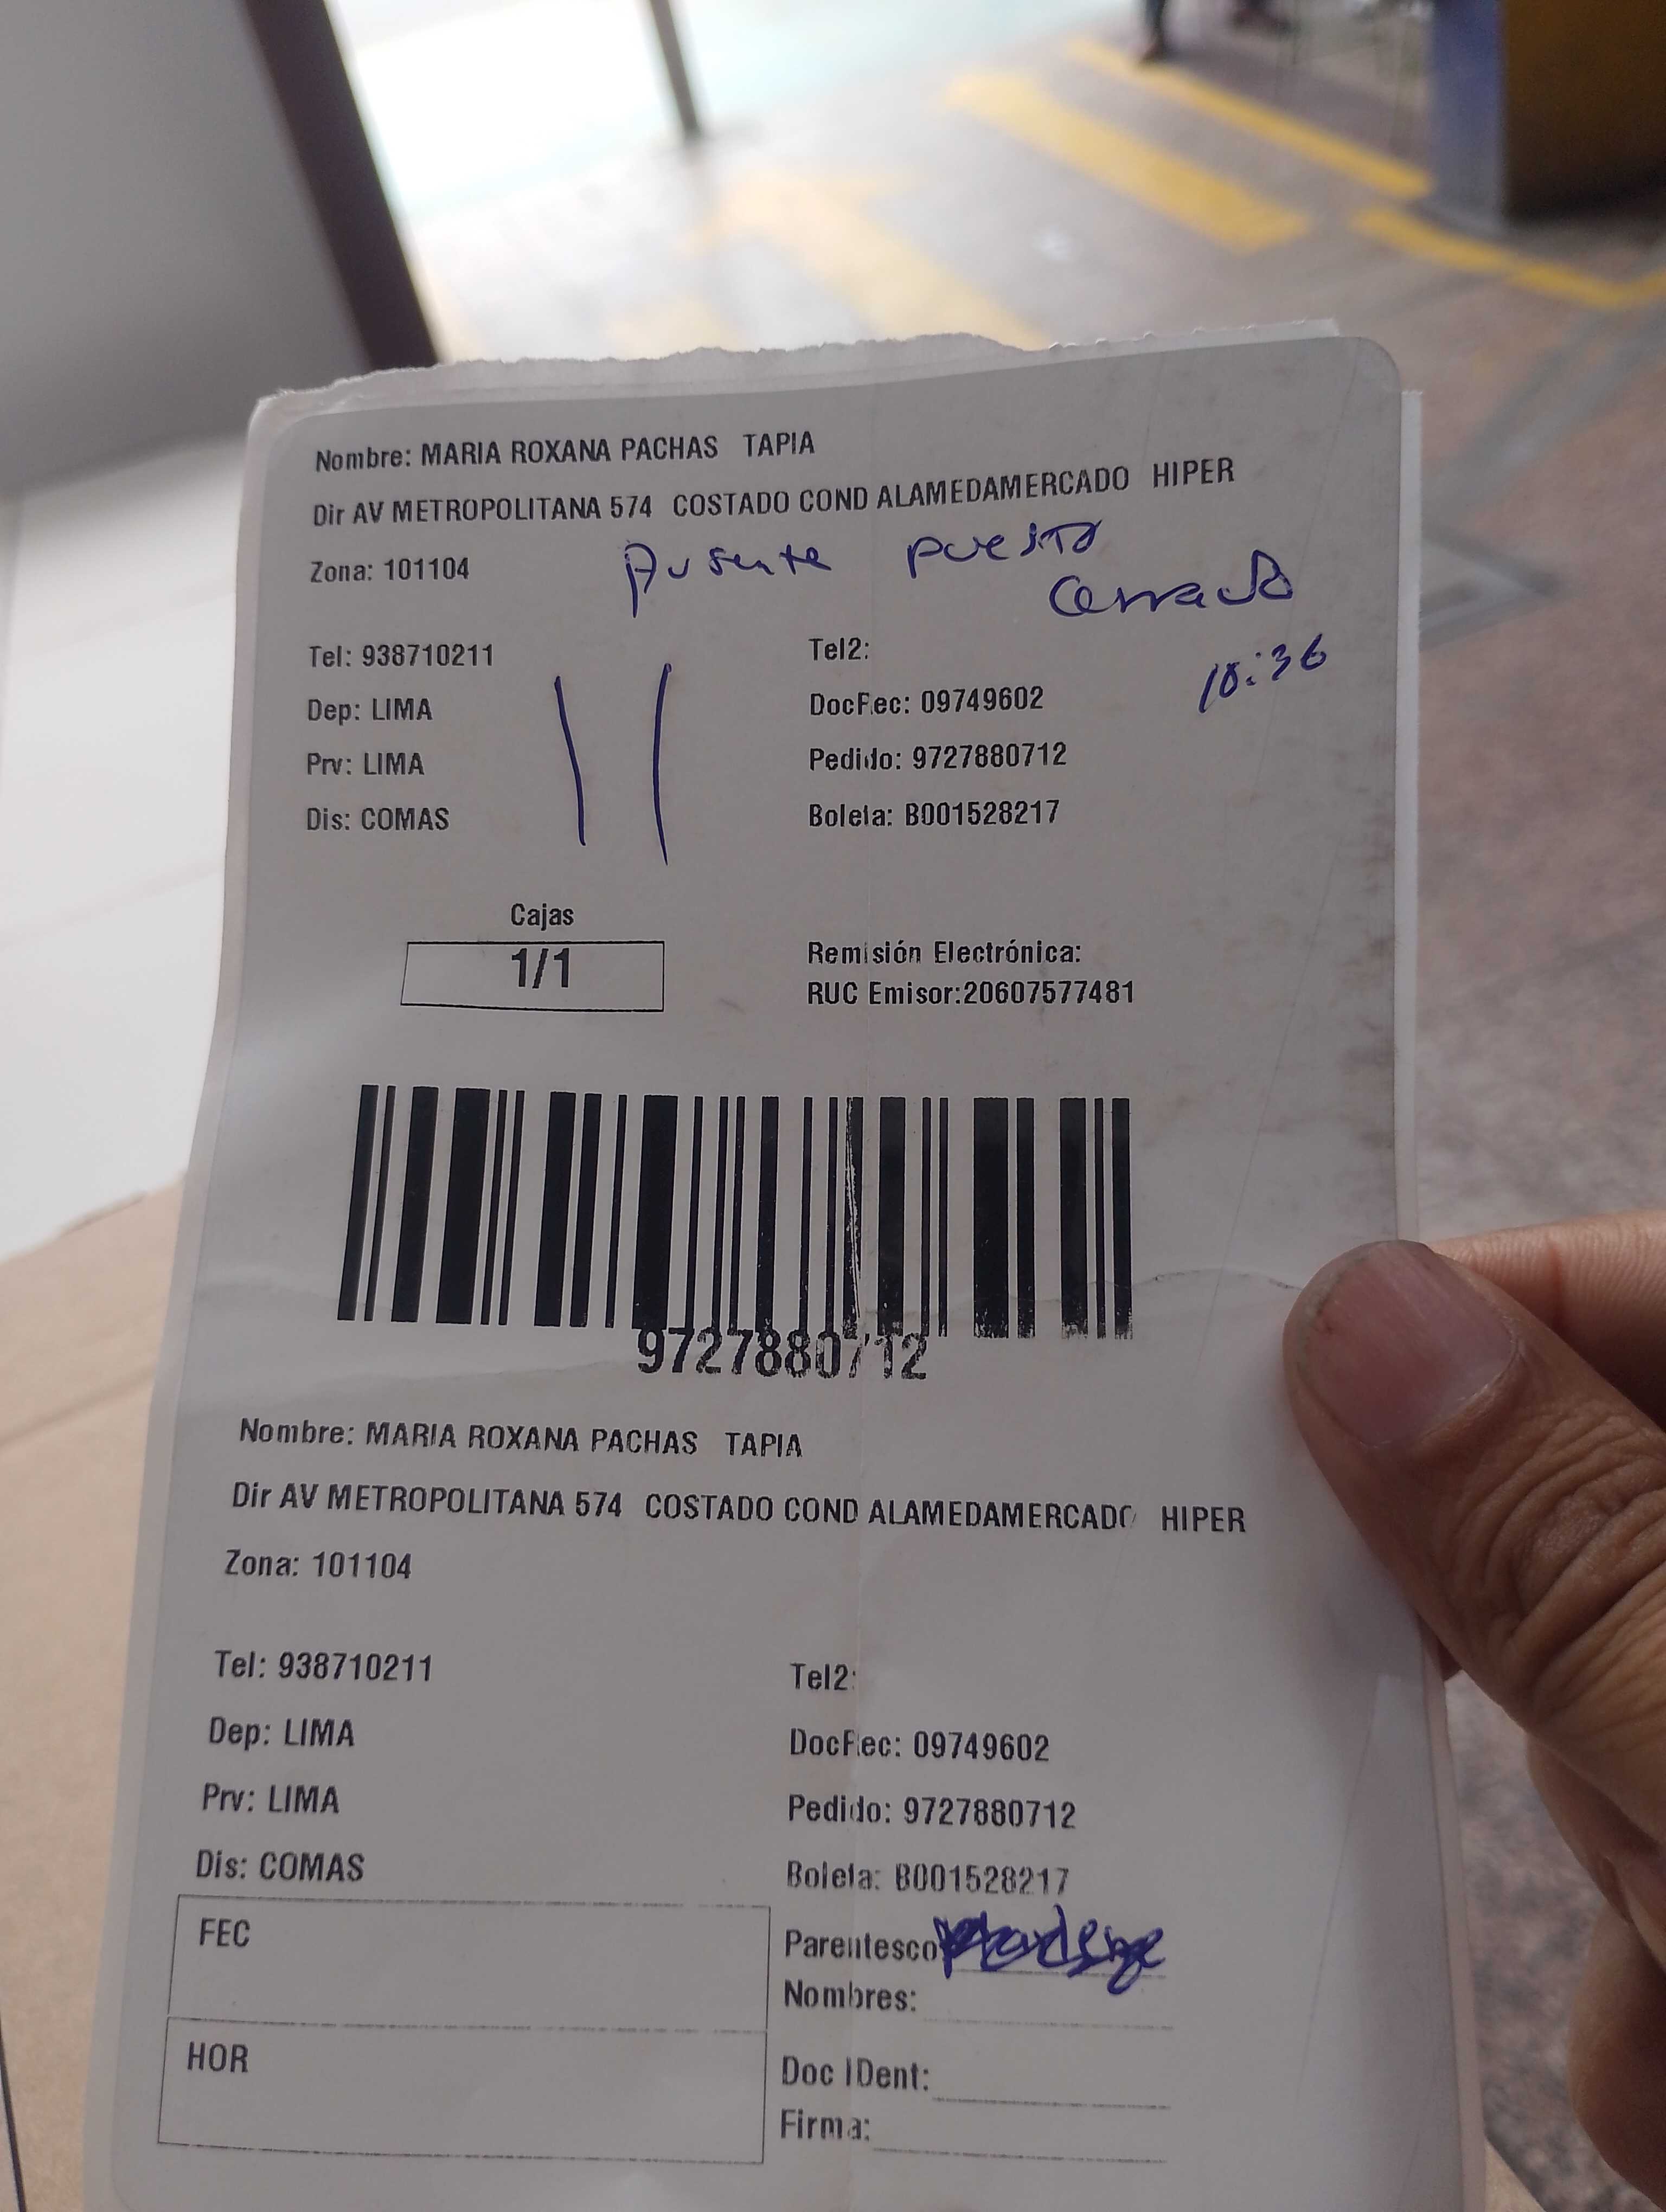 Nombre: MARIA ROXANA PACHAS TAPIA
Dir AV METROPOLITANA 574 COSTADO COND ALAMEDAMERCADO HIPER
Zona: 101104
Ausente puesto
cerrado
10:36
Tel: 938710211 Tel2:
Dep: LIMA DocRec: 09749602
Prv: LIMA Pedido: 9727880712
Dis: COMAS Boleta: B001528217
Cajas
1/1
Remisión Electrónica:
RUC Emisor:20607577481
9727880712
Nombre: MARIA ROXANA PACHAS TAPIA
Dir AV METROPOLITANA 574 COSTADO COND ALAMEDAMERCADO HIPER
Zona: 101104
Tel: 938710211 Tel2:
Dep: LIMA DocRec: 09749602
Prv: LIMA Pedido: 9727880712
Dis: COMAS Boleta: B001528217
FEC
Parentesco
Nombres:
HOR
Doc IDent:
Firma: